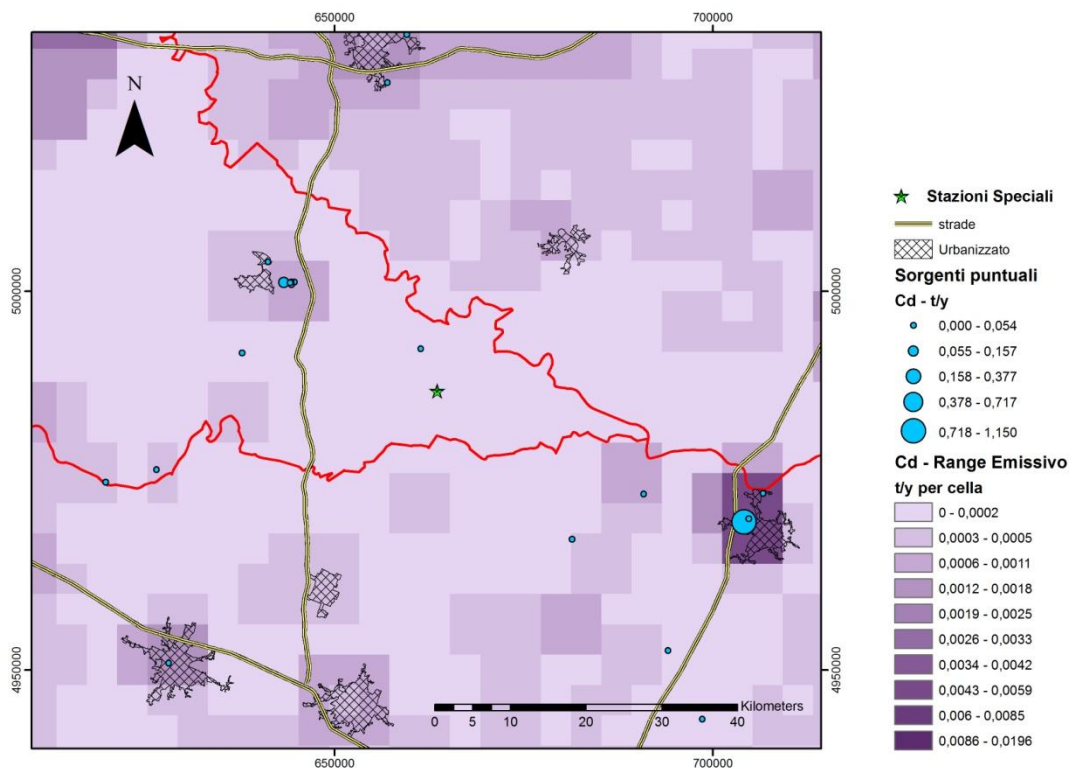 650000
700000
N
5000000
5000000
4950000
4950000
Kilometers
0
5
10
20
30
40
650000
700000
Stazioni Speciali
strade
Urbanizzato
Sorgenti puntuali
Cd - t/y
0,000 - 0,054
0,055 - 0,157
0,158 - 0,377
0,378 - 0,717
0,718 - 1,150
Cd - Range Emissivo
t/y per cella
0 - 0,0002
0,0003 - 0,0005
0,0006 - 0,0011
0,0012 - 0,0018
0,0019 - 0,0025
0,0026 - 0,0033
0,0034 - 0,0042
0,0043 - 0,0059
0,006 - 0,0085
0,0086 - 0,0196